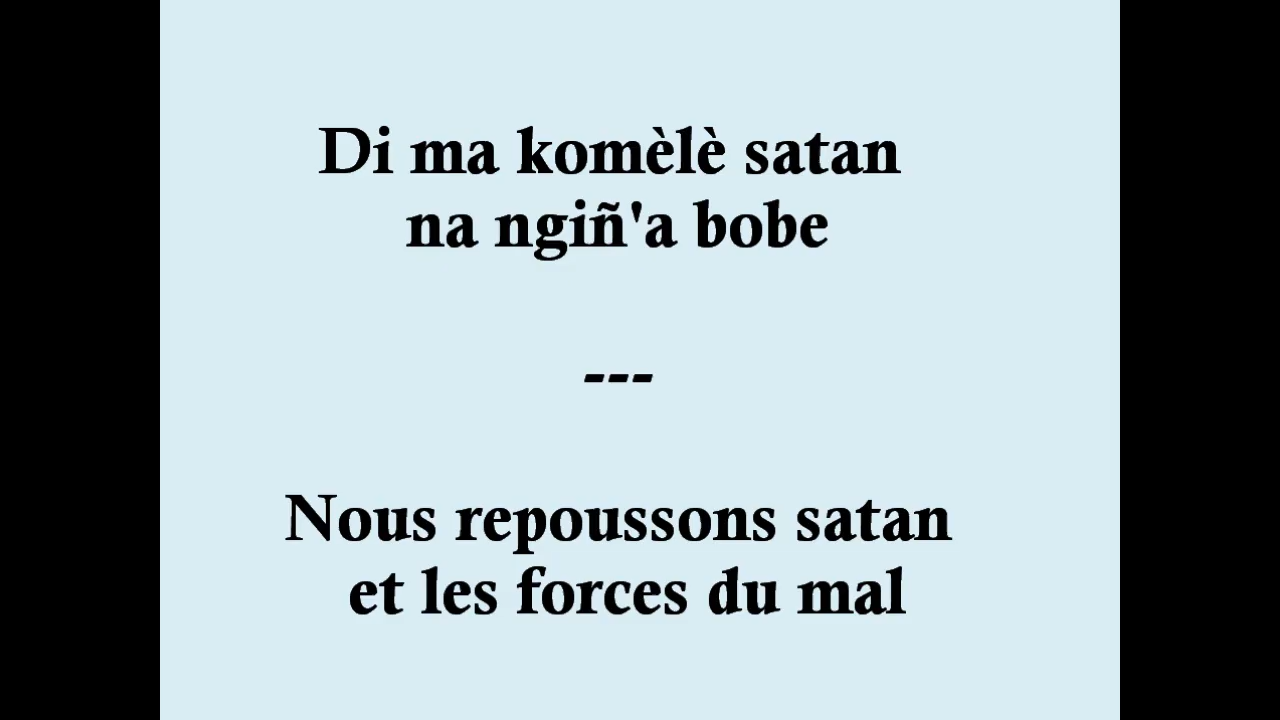 Di ma komèlè satan
na ngiñ'a bobe
---
Nous repoussons satan
et les forces du mal